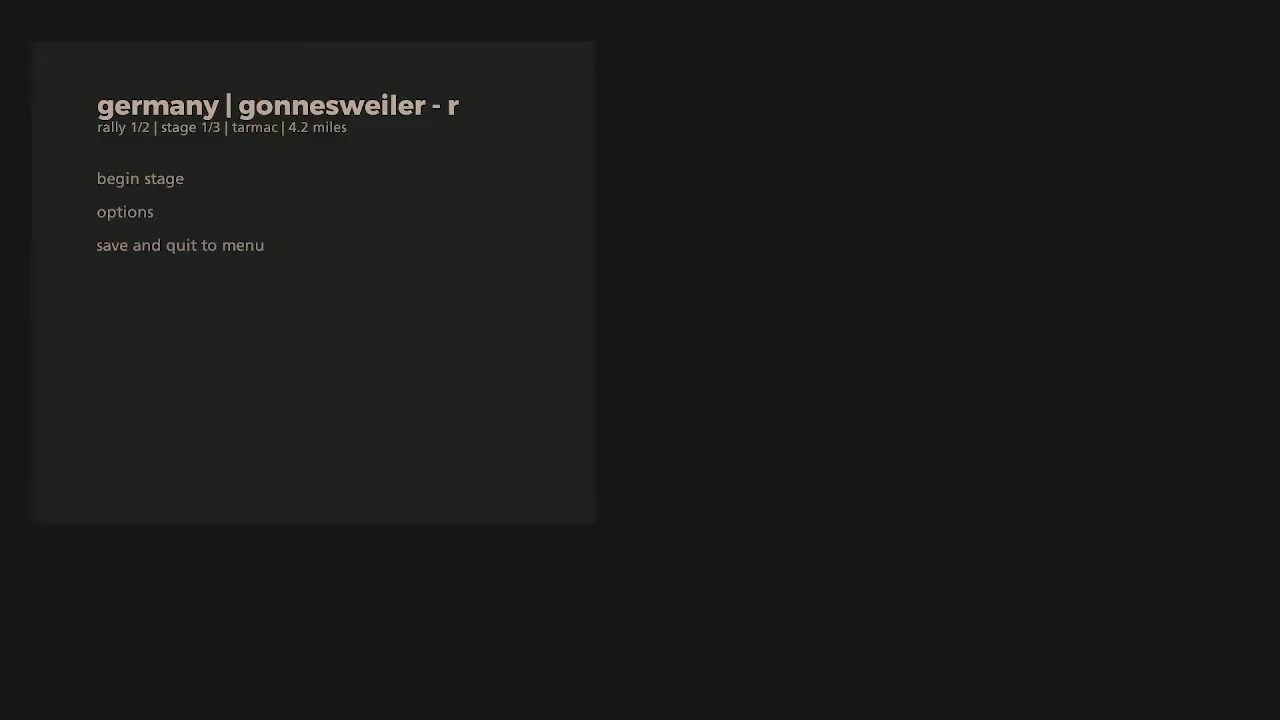 germany | gonnesweiler - r
rally 1/2 | stage 1/3 | tarmac | 4.2 miles
begin stage
options
save and quit to menu